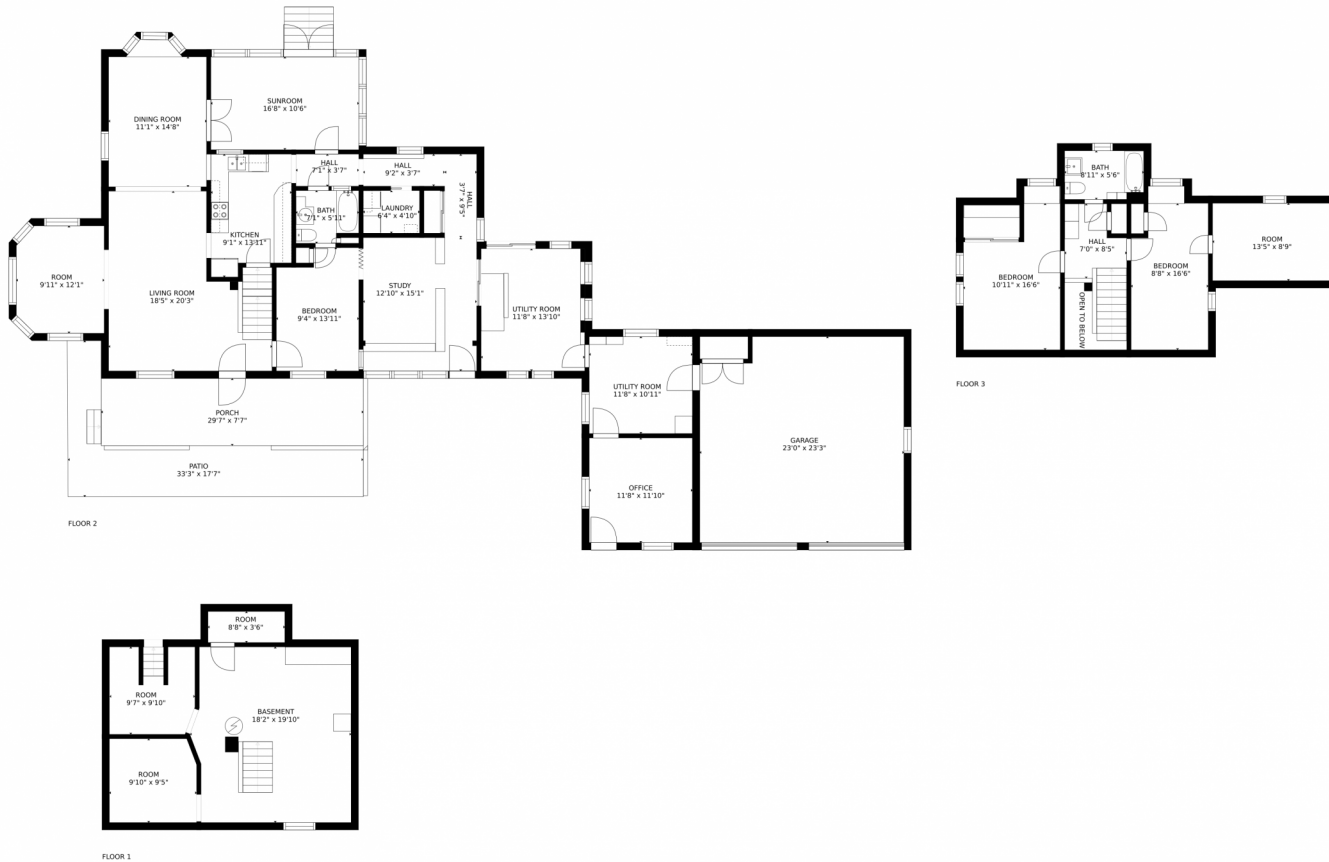 SUNROOM
16'8" x 10'6"
DINING ROOM
11'1" x 14'8"
HALL
7'1" x 3'7"
HALL
9'2" x 3'7"
HALL
3'7" x 9'5"
BATH
7'1" x 5'11"
LAUNDRY
6'4" x 4'10"
KITCHEN
9'1" x 13'11"
ROOM
9'11" x 12'1"
LIVING ROOM
18'5" x 20'3"
STUDY
12'10" x 15'1"
BEDROOM
9'4" x 13'11"
UTILITY ROOM
11'8" x 13'10"
UTILITY ROOM
11'8" x 10'11"
PORCH
29'7" x 7'7"
GARAGE
23'0" x 23'3"
PATIO
33'3" x 17'7"
OFFICE
11'8" x 11'10"
FLOOR 2
BATH
8'11" x 5'6"
HALL
7'0" x 8'5"
ROOM
13'5" x 8'9"
BEDROOM
10'11" x 16'6"
BEDROOM
8'8" x 16'6"
OPEN TO BELOW
FLOOR 3
ROOM
8'8" x 3'6"
ROOM
9'7" x 9'10"
BASEMENT
18'2" x 19'10"
ROOM
9'10" x 9'5"
FLOOR 1